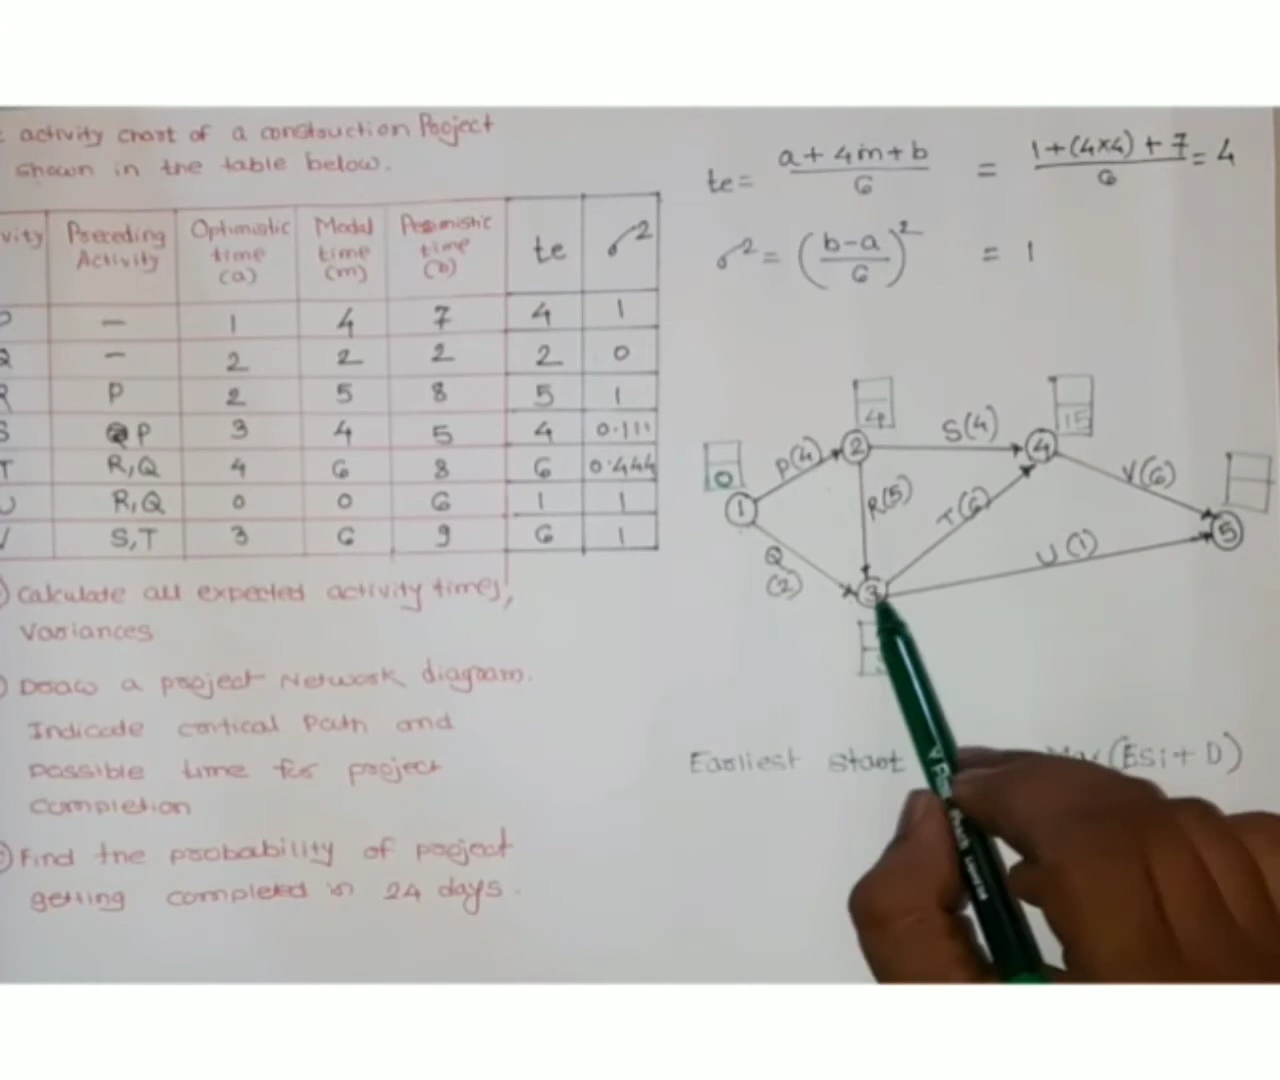 activity chart of a construction Project
shown in the table below.
vity Preceding Activity Optimistic time (a) Modal time (m) Pessimistic time (b) te σ²
P — 1 4 7 4 1
Q — 2 2 2 2 0
R P 2 5 8 5 1
S P 3 4 5 4 0.111
T R,Q 4 6 8 6 0.444
U R,Q 0 0 6 1 1
V S,T 3 6 9 6 1
Calculate all expected activity times,
Variances
Draw a project Network diagram.
Indicate critical Path and
possible time for project
completion
Find the probability of project
getting completed in 24 days.
te = a + 4m + b / 6 = 1 + (4×4) + 7 / 6 = 4
σ² = (b-a / 6)² = 1
4
15
0
P(4)
2
S(4)
4
V(6)
1
R(5)
T(6)
5
Q
(2)
U(1)
3
Earliest start (ESi + D)